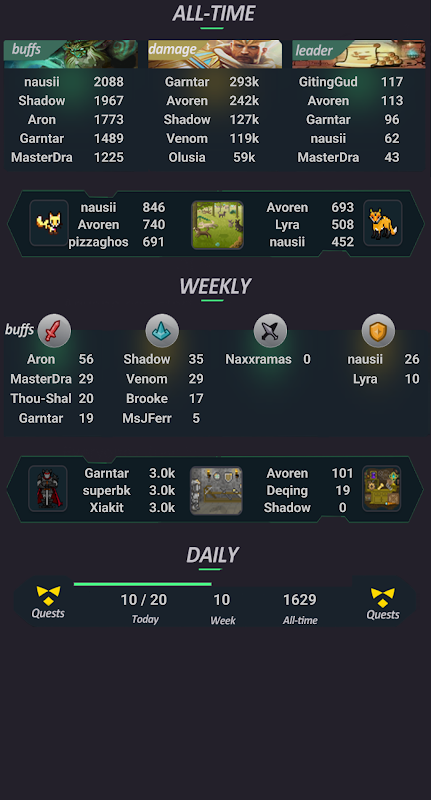 ALL-TIME
buffs damage leader
nausii 2088 Garntar 293k GitingGud 117
Shadow 1967 Avoren 242k Avoren 113
Aron 1773 Shadow 127k Garntar 96
Garntar 1489 Venom 119k nausii 62
MasterDra 1225 Olusia 59k MasterDra 43
nausii 846 Avoren 693
Avoren 740 Lyra 508
pizzaghos 691 nausii 452
WEEKLY
buffs
Aron 56 Shadow 35 Naxxramas 0 nausii 26
MasterDra 29 Venom 29 Lyra 10
Thou-Shal 20 Brooke 17
Garntar 19 MsJFerr 5
Garntar 3.0k Avoren 101
superbk 3.0k Deqing 19
Xiakit 3.0k Shadow 0
DAILY
10 / 20 10 1629
Quests Today Week All-time Quests